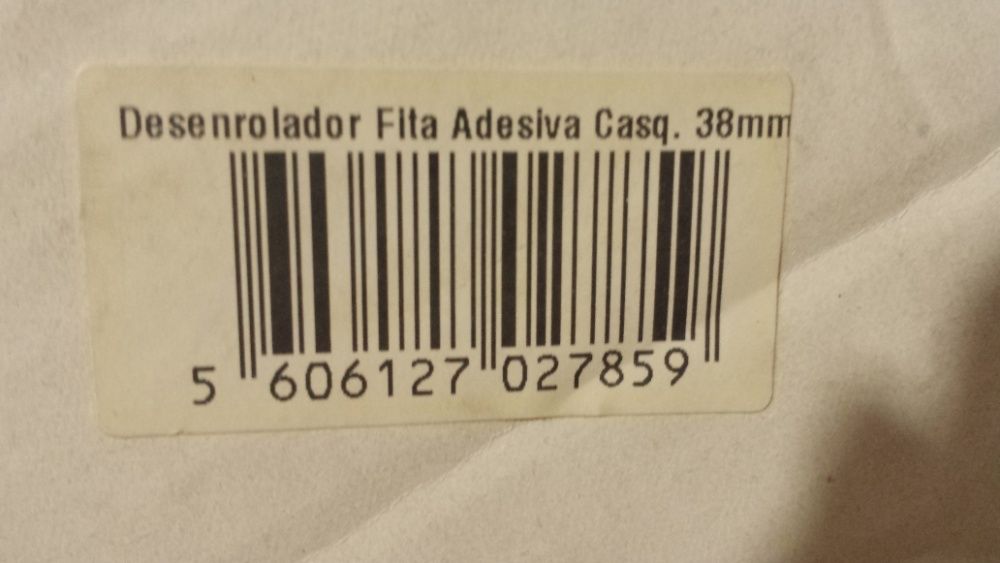 Desenrolador Fita Adesiva Casq. 38mm
5 606127 027859